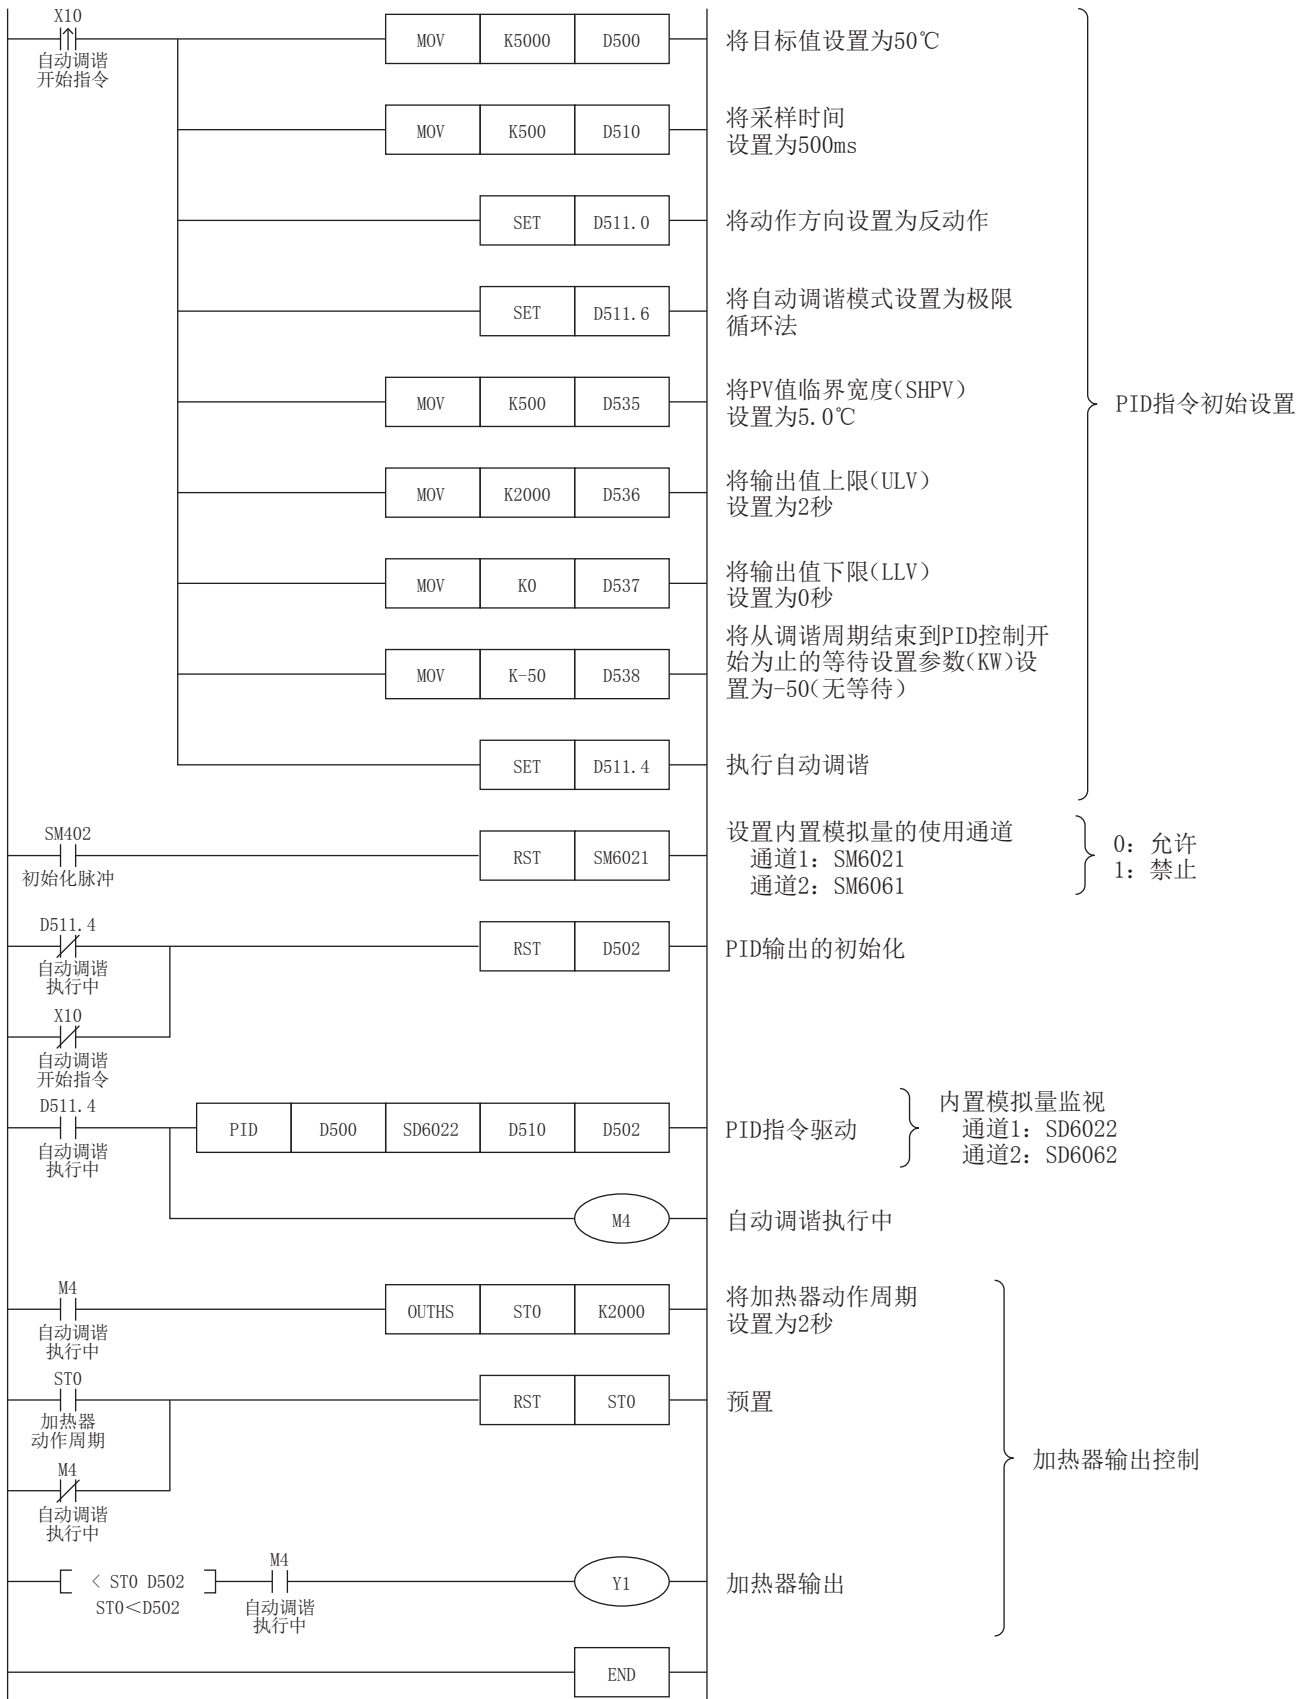 X10
自动调谐
开始指令
MOV K5000 D500
将目标值设置为50℃
MOV K500 D510
将采样时间
设置为500ms
SET D511.0
将动作方向设置为反动作
SET D511.6
将自动调谐模式设置为极限
循环法
MOV K500 D535
将PV值临界宽度(SHPV)
设置为5.0℃
PID指令初始设置
MOV K2000 D536
将输出值上限(ULV)
设置为2秒
MOV K0 D537
将输出值下限(LLV)
设置为0秒
MOV K-50 D538
将从调谐周期结束到PID控制开
始为止的等待设置参数(KW)设
置为-50(无等待)
SET D511.4
执行自动调谐
SM402
初始化脉冲
RST SM6021
设置内置模拟量的使用通道
通道1：SM6021
通道2：SM6061
0：允许
1：禁止
D511.4
自动调谐
执行中
RST D502
PID输出的初始化
X10
自动调谐
开始指令
D511.4
自动调谐
执行中
PID D500 SD6022 D510 D502
PID指令驱动
内置模拟量监视
通道1：SD6022
通道2：SD6062
M4
自动调谐执行中
M4
自动调谐
执行中
OUTHS ST0 K2000
将加热器动作周期
设置为2秒
ST0
加热器
动作周期
RST ST0
预置
M4
自动调谐
执行中
加热器输出控制
< ST0 D502
ST0＜D502
M4
自动调谐
执行中
Y1
加热器输出
END